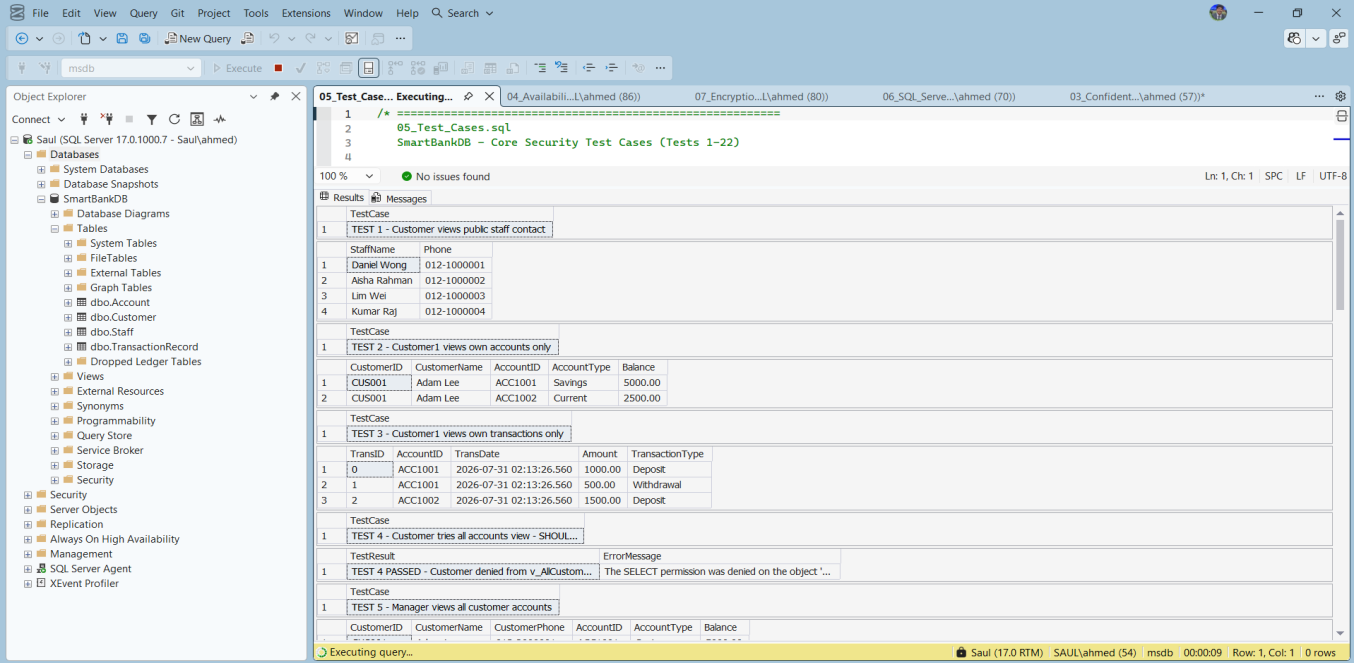 File Edit View Query Git Project Tools Extensions Window Help Search
New Query
msdb Execute
Object Explorer
Connect
Saul (SQL Server 17.0.1000.7 - Saul\ahmed)
Databases
System Databases
Database Snapshots
SmartBankDB
Database Diagrams
Tables
System Tables
FileTables
External Tables
Graph Tables
dbo.Account
dbo.Customer
dbo.Staff
dbo.TransactionRecord
Dropped Ledger Tables
Views
External Resources
Synonyms
Programmability
Query Store
Service Broker
Storage
Security
Security
Server Objects
Replication
Always On High Availability
Management
SQL Server Agent
XEvent Profiler
05_Test_Case... Executing... 04_Availabili...L\ahmed (86)) 07_Encryptio...L\ahmed (80)) 06_SQL_Serve...\ahmed (70)) 03_Confident...\ahmed (57))*
1 /* ======================================================
2 05_Test_Cases.sql
3 SmartBankDB - Core Security Test Cases (Tests 1-22)
4
100 % No issues found Ln: 1, Ch: 1 SPC LF UTF-8
Results Messages
TestCase
1 TEST 1 - Customer views public staff contact
StaffName Phone
1 Daniel Wong 012-1000001
2 Aisha Rahman 012-1000002
3 Lim Wei 012-1000003
4 Kumar Raj 012-1000004
TestCase
1 TEST 2 - Customer1 views own accounts only
CustomerID CustomerName AccountID AccountType Balance
1 CUS001 Adam Lee ACC1001 Savings 5000.00
2 CUS001 Adam Lee ACC1002 Current 2500.00
TestCase
1 TEST 3 - Customer1 views own transactions only
TransID AccountID TransDate Amount TransactionType
1 0 ACC1001 2026-07-31 02:13:26.560 1000.00 Deposit
2 1 ACC1001 2026-07-31 02:13:26.560 500.00 Withdrawal
3 2 ACC1002 2026-07-31 02:13:26.560 1500.00 Deposit
TestCase
1 TEST 4 - Customer tries all accounts view - SHOUL...
TestResult ErrorMessage
1 TEST 4 PASSED - Customer denied from v_AllCustom... The SELECT permission was denied on the object '...
TestCase
1 TEST 5 - Manager views all customer accounts
CustomerID CustomerName CustomerPhone AccountID AccountType Balance
Executing query... Saul (17.0 RTM) SAUL\ahmed (54) msdb 00:00:09 Row: 1, Col: 1 0 rows